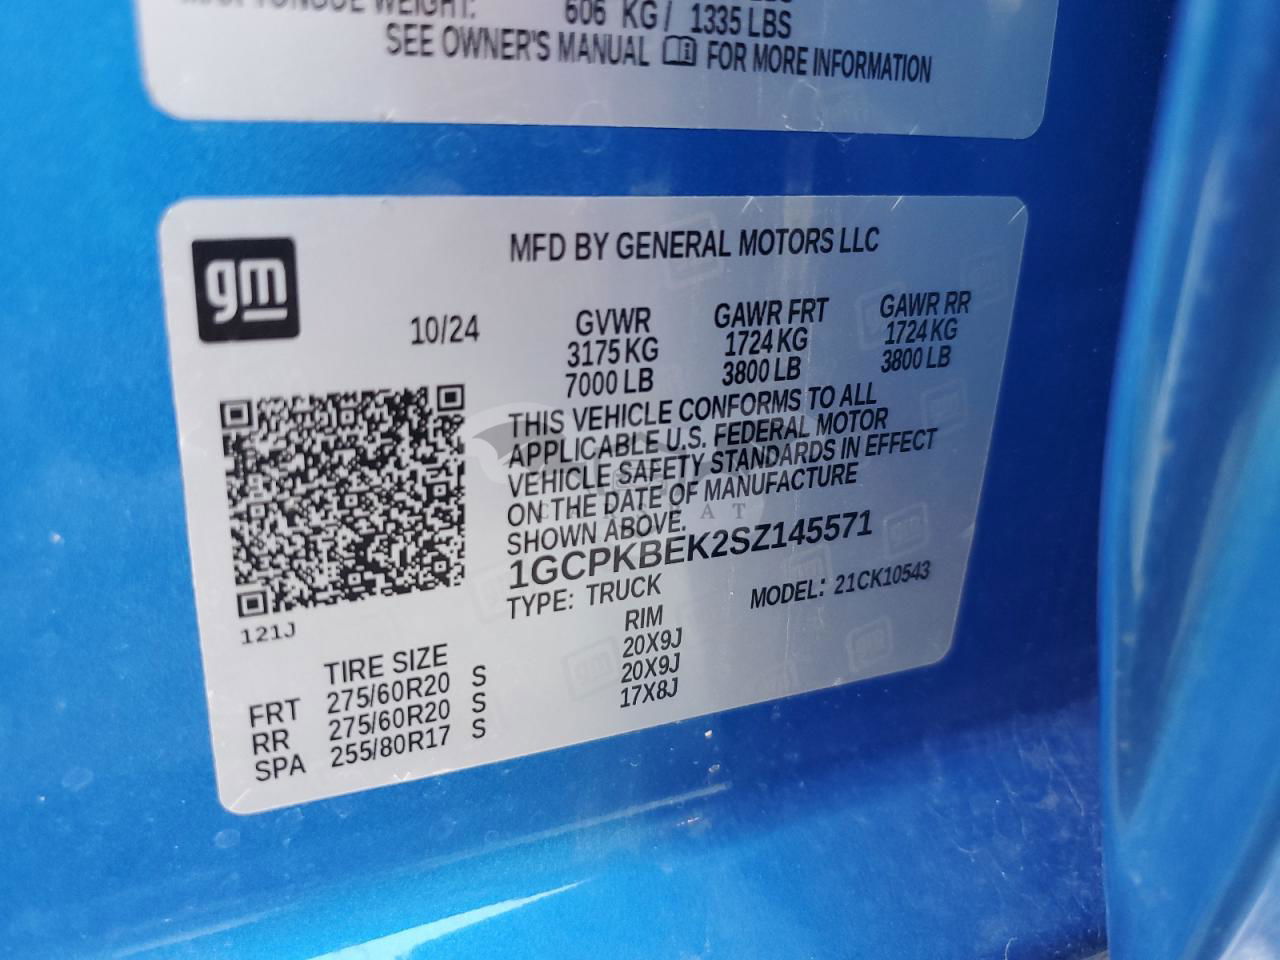 MAX TONGUE WEIGHT: 606 KG / 1335 LBS
SEE OWNER'S MANUAL FOR MORE INFORMATION
gm
MFD BY GENERAL MOTORS LLC
10/24
GVWR GAWR FRT GAWR RR
3175 KG 1724 KG 1724 KG
7000 LB 3800 LB 3800 LB
THIS VEHICLE CONFORMS TO ALL
APPLICABLE U.S. FEDERAL MOTOR
VEHICLE SAFETY STANDARDS IN EFFECT
ON THE DATE OF MANUFACTURE
SHOWN ABOVE.
1GCPKBEK2SZ145571
TYPE: TRUCK MODEL: 21CK10543
121J
TIRE SIZE RIM
FRT 275/60R20 S 20X9J
RR 275/60R20 S 20X9J
SPA 255/80R17 S 17X8J